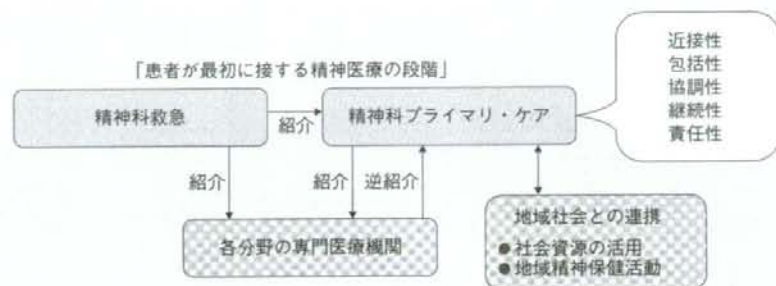 「患者が最初に接する精神医療の段階」
精神科救急
紹介
精神科プライマリ・ケア
近接性
包括性
協調性
継続性
責任性
紹介
紹介
逆紹介
各分野の専門医療機関
地域社会との連携
●社会資源の活用
●地域精神保健活動